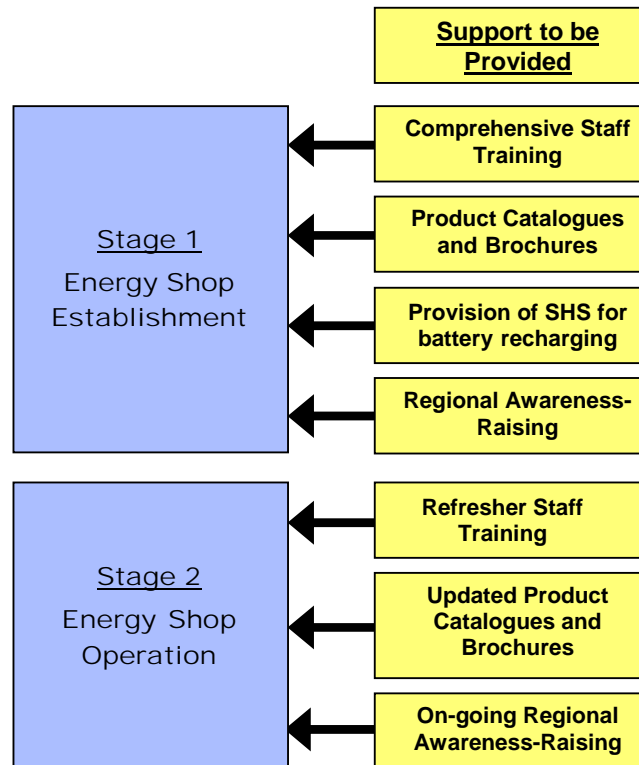 Support to be
Provided
Stage 1
Energy Shop
Establishment
Comprehensive Staff
Training
Product Catalogues
and Brochures
Provision of SHS for
battery recharging
Regional Awareness-
Raising
Stage 2
Energy Shop
Operation
Refresher Staff
Training
Updated Product
Catalogues and
Brochures
On-going Regional
Awareness-Raising